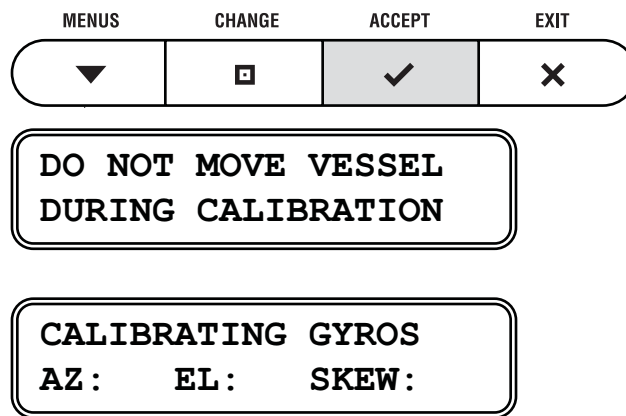 MENUS CHANGE ACCEPT EXIT
DO NOT MOVE VESSEL
DURING CALIBRATION
CALIBRATING GYROS
AZ: EL: SKEW: